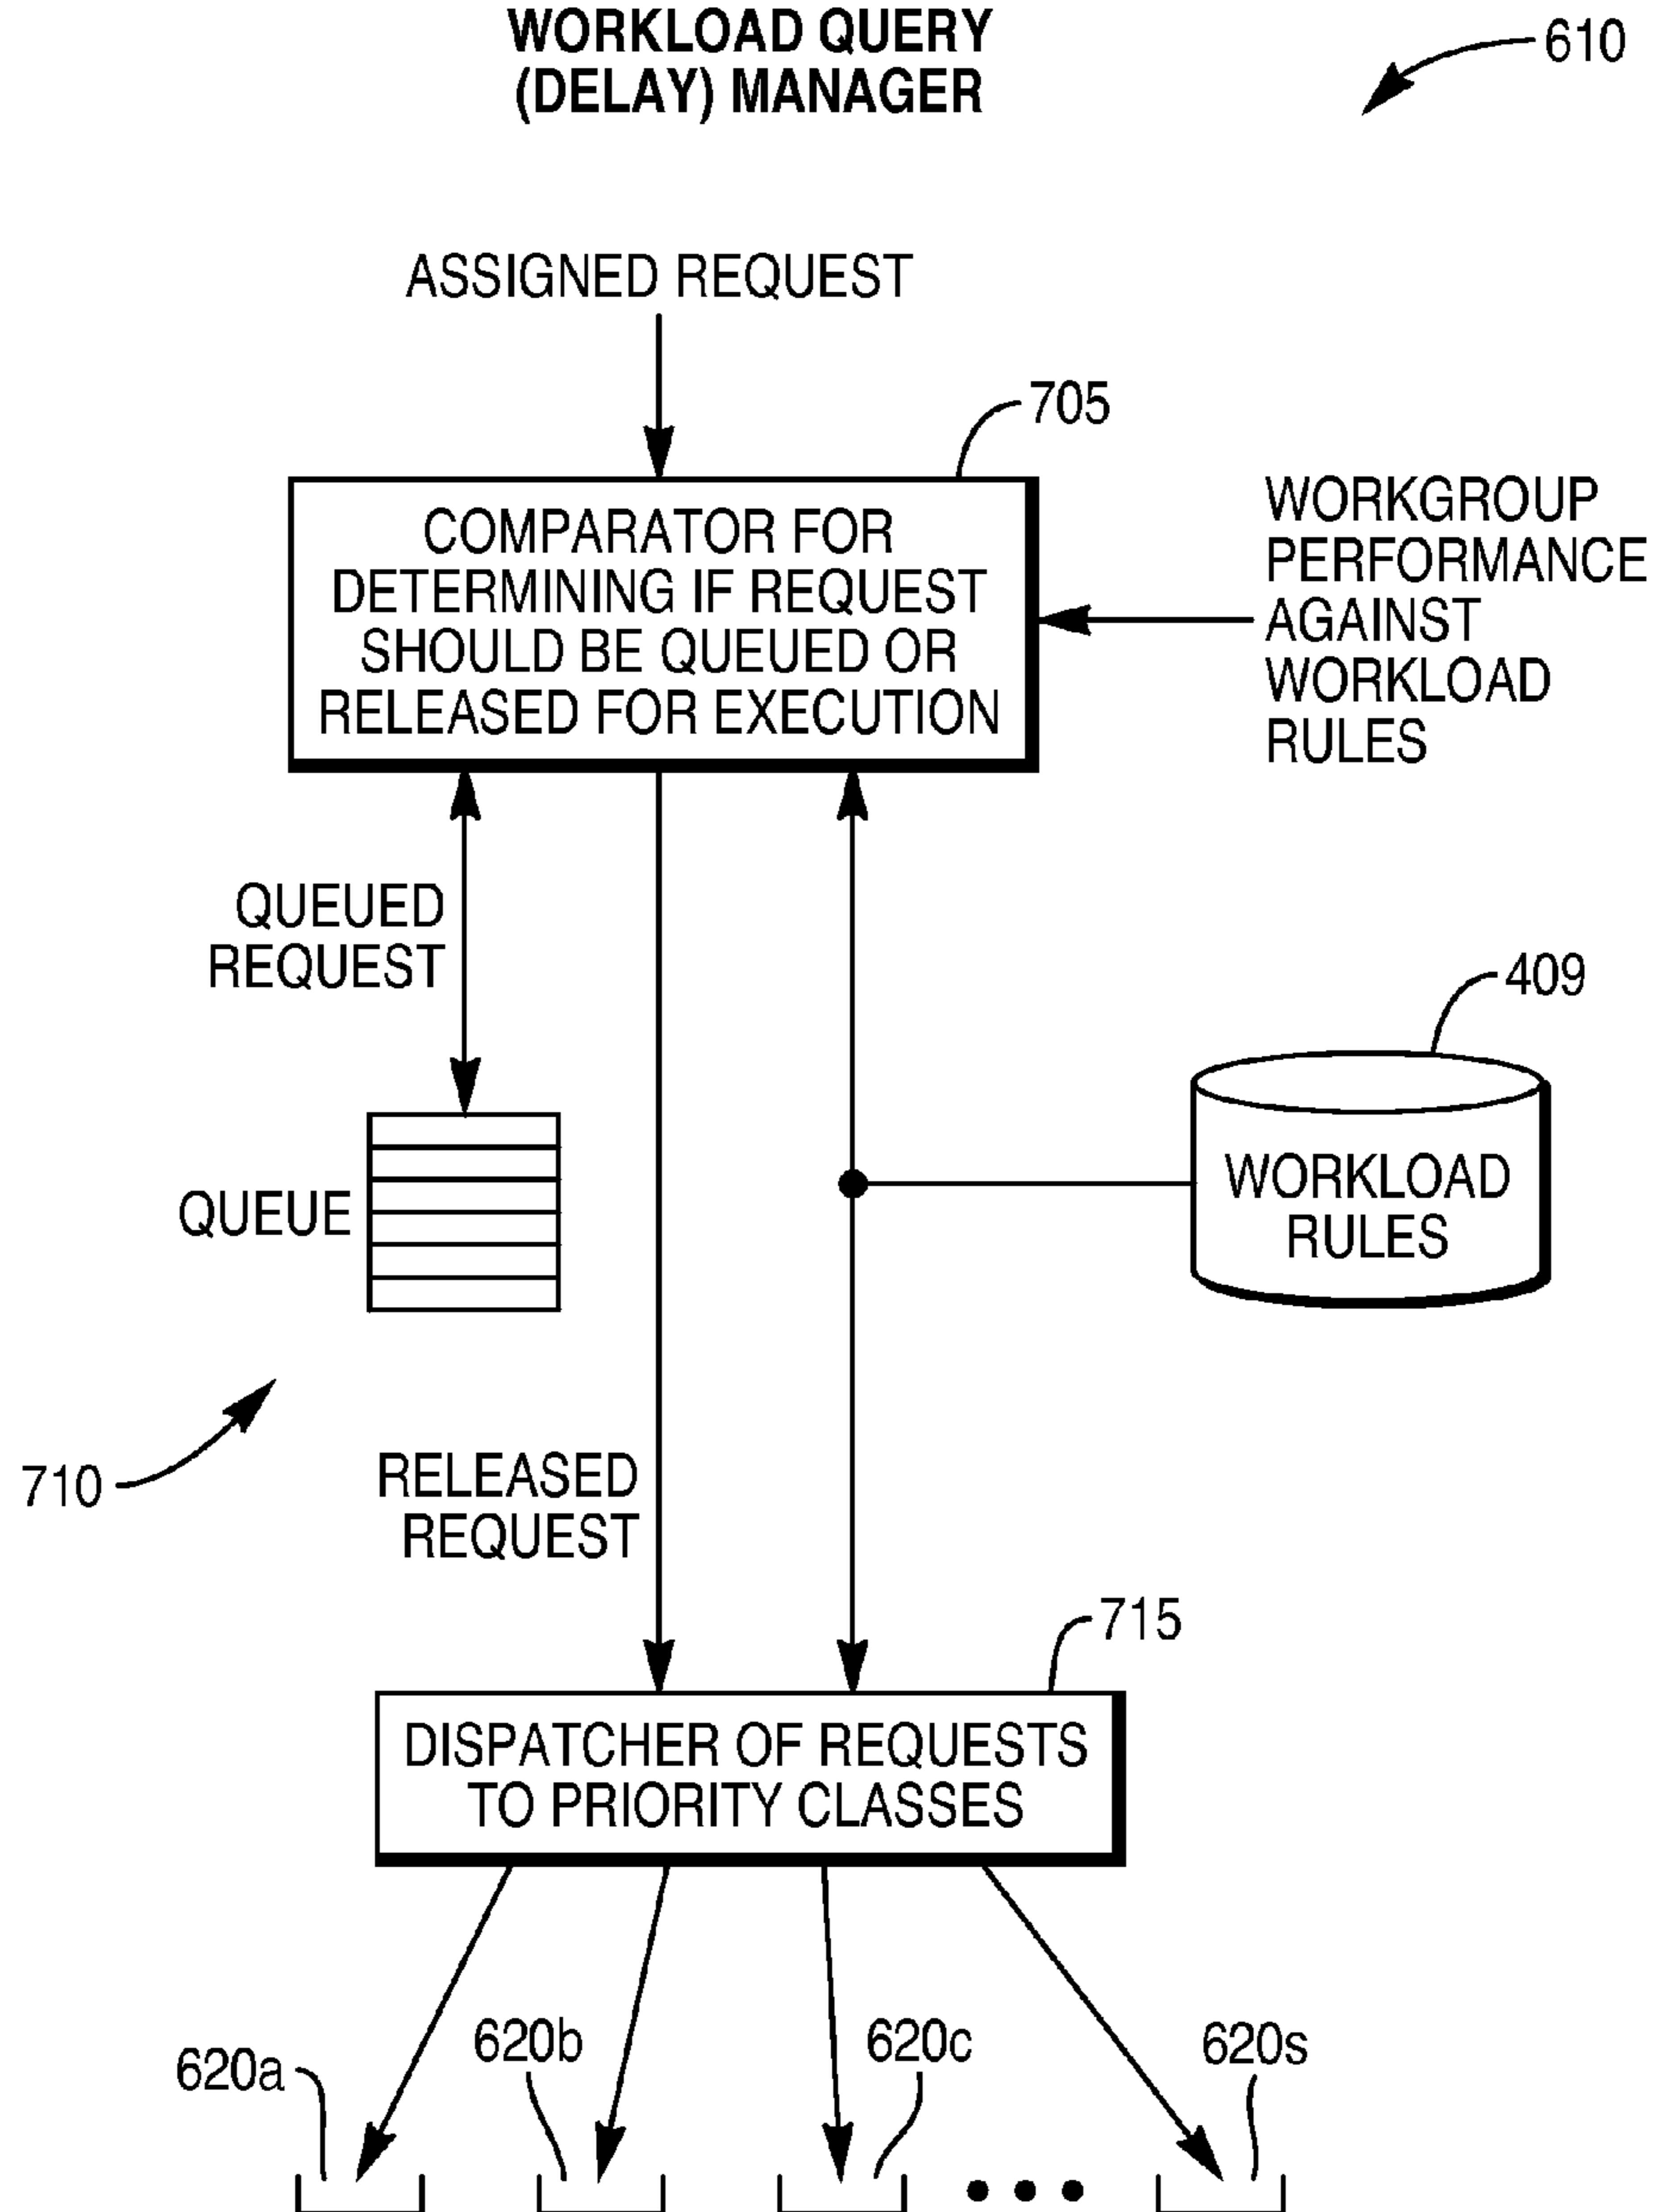 WORKLOAD QUERY
(DELAY) MANAGER
610
ASSIGNED REQUEST
705
COMPARATOR FOR
DETERMINING IF REQUEST
SHOULD BE QUEUED OR
RELEASED FOR EXECUTION
WORKGROUP
PERFORMANCE
AGAINST
WORKLOAD
RULES
QUEUED
REQUEST
409
WORKLOAD
RULES
QUEUE
710
RELEASED
REQUEST
715
DISPATCHER OF REQUESTS
TO PRIORITY CLASSES
620a
620b
620c
620s